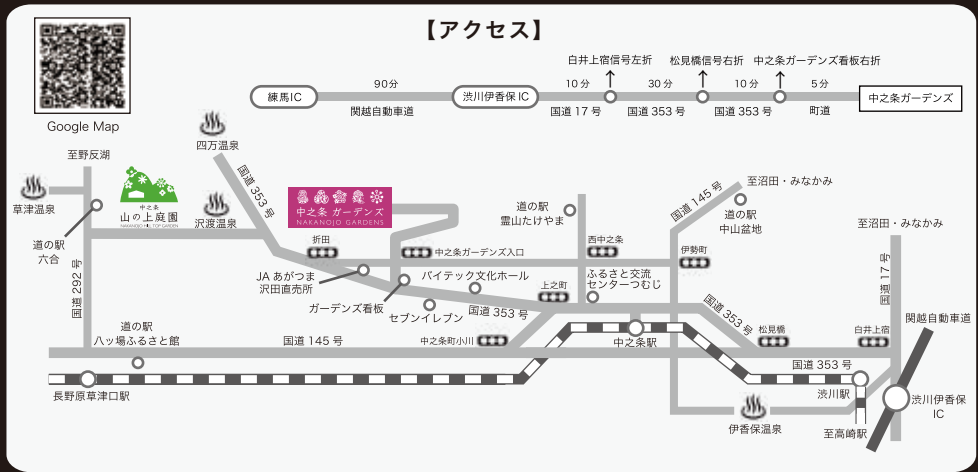 【アクセス】
Google Map
白井上宿信号左折
松見橋信号右折
中之条ガーデンズ看板右折
練馬IC
90分
関越自動車道
渋川伊香保IC
10分
国道 17 号
30分
国道 353 号
10分
国道 353 号
5分
町道
中之条ガーデンズ
四万温泉
至野反湖
国道 353 号
草津温泉
中之条
山の上庭園
NAKANOJO HILL TOP GARDEN
沢渡温泉
中之条 ガーデンズ
NAKANOJO GARDENS
道の駅
霊山たけやま
国道 145 号
至沼田・みなかみ
道の駅
中山盆地
至沼田・みなかみ
道の駅
六合
折田
中之条ガーデンズ入口
西中之条
伊勢町
国道 292 号
JA あがつま
沢田直売所
バイテック文化ホール
ふるさと交流
センターつむじ
国道 17 号
ガーデンズ看板
上之町
セブンイレブン
国道 353 号
国道 353 号
関越自動車道
道の駅
八ッ場ふるさと館
国道 145 号
中之条町小川
中之条駅
松見橋
白井上宿
国道 353 号
長野原草津口駅
渋川駅
渋川伊香保
IC
伊香保温泉
至高崎駅